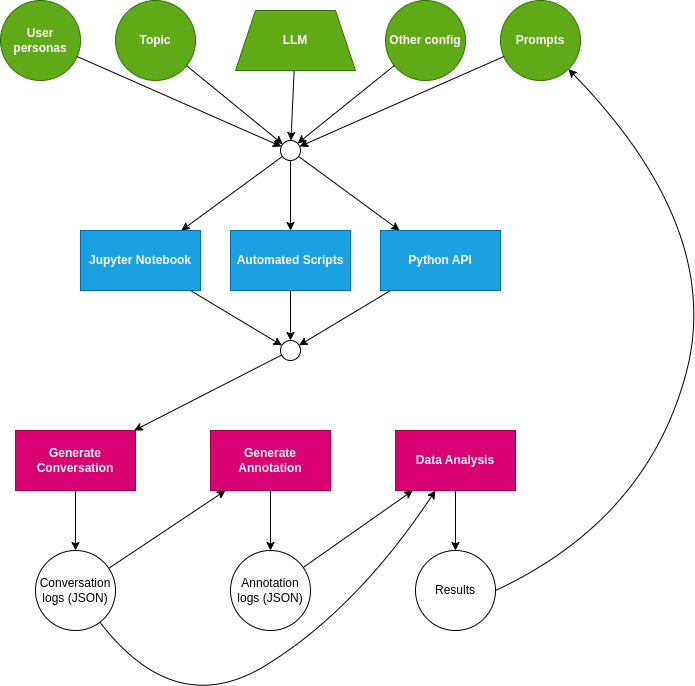 User
personas
Topic
LLM
Other config
Prompts
Jupyter Notebook
Automated Scripts
Python API
Generate
Conversation
Generate
Annotation
Data Analysis
Conversation
logs (JSON)
Annotation
logs (JSON)
Results